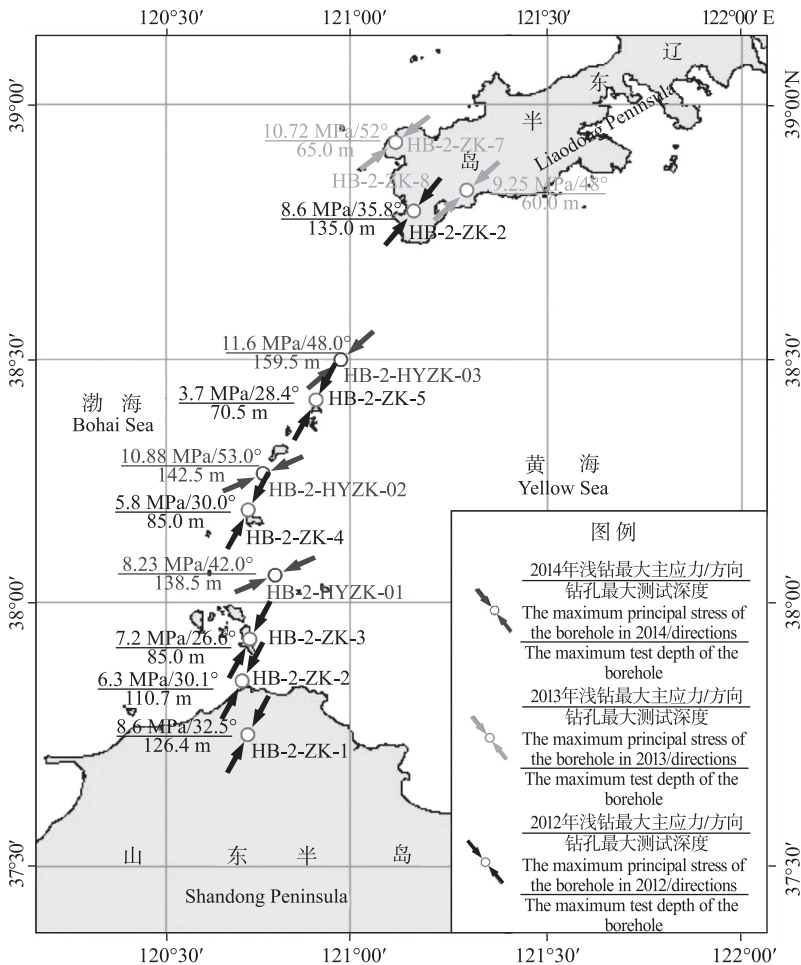 120°30′
121°00′
121°30′
122°00′ E
39°00′
39°00′N
辽
东
半
岛
Liaodong Peninsula
10.72 MPa/52°
65.0 m
HB-2-ZK-7
HB-2-ZK-8
9.25 MPa/48°
60.0 m
8.6 MPa/35.8°
135.0 m
HB-2-ZK-2
38°30′
38°30′
11.6 MPa/48.0°
159.5 m
HB-2-HYZK-03
3.7 MPa/28.4°
70.5 m
HB-2-ZK-5
渤 海
Bohai Sea
10.88 MPa/53.0°
142.5 m
HB-2-HYZK-02
黄 海
Yellow Sea
5.8 MPa/30.0°
85.0 m
HB-2-ZK-4
8.23 MPa/42.0°
138.5 m
HB-2-HYZK-01
38°00′
38°00′
7.2 MPa/26.6°
85.0 m
HB-2-ZK-3
6.3 MPa/30.1°
110.7 m
HB-2-ZK-2
8.6 MPa/32.5°
126.4 m
HB-2-ZK-1
山 东 半 岛
Shandong Peninsula
37°30′
37°30′
图 例
2014年浅钻最大主应力/方向
钻孔最大测试深度
The maximum principal stress of
the borehole in 2014/directions
The maximum test depth of the
borehole
2013年浅钻最大主应力/方向
钻孔最大测试深度
The maximum principal stress of
the borehole in 2013/directions
The maximum test depth of the
borehole
2012年浅钻最大主应力/方向
钻孔最大测试深度
The maximum principal stress of
the borehole in 2012/directions
The maximum test depth of the
borehole
120°30′
121°00′
121°30′
122°00′